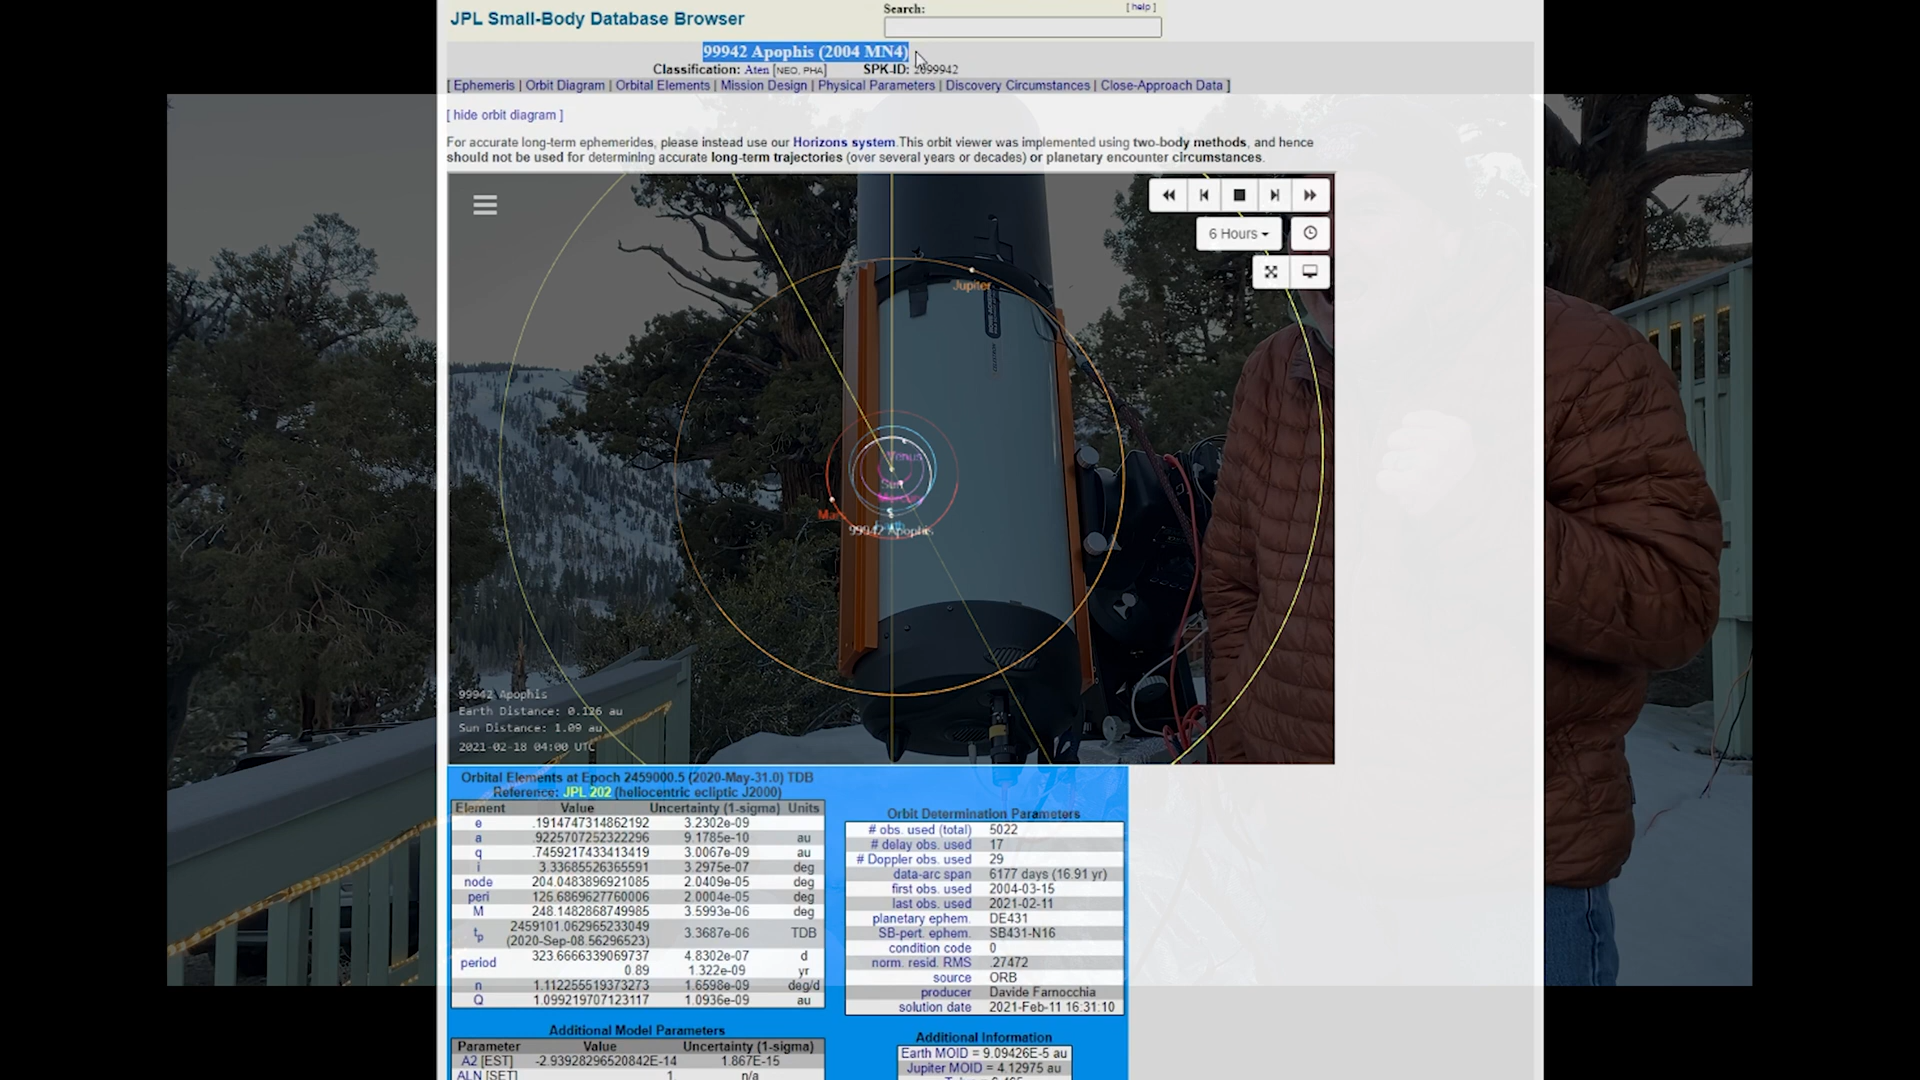 JPL Small-Body Database Browser
Search:
[ help ]
99942 Apophis (2004 MN4)
Classification: Aten [NEO, PHA] SPK-ID: 2099942
[ Ephemeris | Orbit Diagram | Orbital Elements | Mission Design | Physical Parameters | Discovery Circumstances | Close-Approach Data ]
[ hide orbit diagram ]
For accurate long-term ephemerides, please instead use our Horizons system.This orbit viewer was implemented using two-body methods, and hence
should not be used for determining accurate long-term trajectories (over several years or decades) or planetary encounter circumstances.
6 Hours
Jupiter
Venus
Sun
99942 Apophis
99942 Apophis
Earth Distance: 0.126 au
Sun Distance: 1.09 au
2021-02-18 04:00 UTC
Orbital Elements at Epoch 2459000.5 (2020-May-31.0) TDB
Reference: JPL 202 (heliocentric ecliptic J2000)
Element Value Uncertainty (1-sigma) Units
e .1914747314862192 3.2302e-09
a .9225707252322296 9.1785e-10 au
q .7459217433413419 3.0067e-09 au
i 3.33685526365591 3.2975e-07 deg
node 204.0483896921085 2.0409e-05 deg
peri 126.68696277760006 2.0004e-05 deg
M 248.1482868749985 3.5993e-06 deg
tp 2459101.062965233049 3.3687e-06 TDB
(2020-Sep-08.56296523)
period 323.6666339069737 4.8302e-07 d
0.89 1.322e-09 yr
n 1.112255519373273 1.6598e-09 deg/d
Q 1.099219707123117 1.0936e-09 au
Additional Model Parameters
Parameter Value Uncertainty (1-sigma)
A2 [EST] -2.93928296520842E-14 1.867E-15
ALN [SET] 1. n/a
Orbit Determination Parameters
# obs. used (total) 5022
# delay obs. used 17
# Doppler obs. used 29
data-arc span 6177 days (16.91 yr)
first obs. used 2004-03-15
last obs. used 2021-02-11
planetary ephem. DE431
SB-pert. ephem. SB431-N16
condition code 0
norm. resid. RMS .27472
source ORB
producer Davide Farnocchia
solution date 2021-Feb-11 16:31:10
Additional Information
Earth MOID = 9.09426E-5 au
Jupiter MOID = 4.12975 au